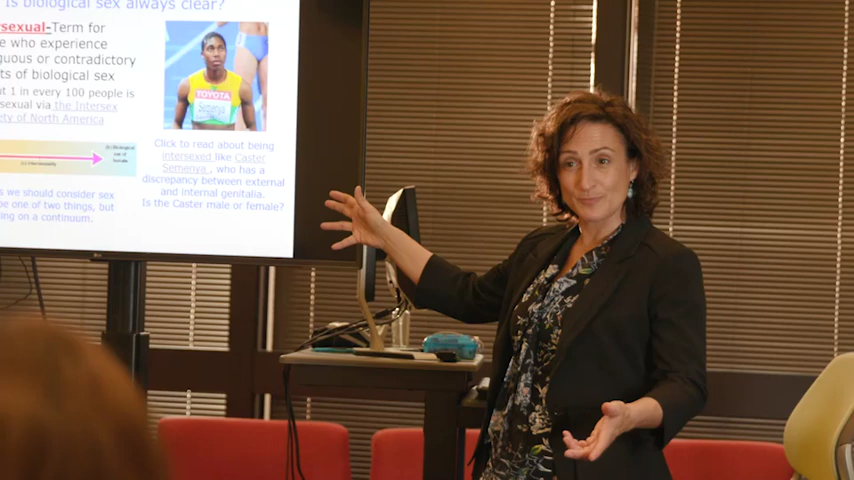 Is biological sex always clear?
rsexual-Term for
e who experience
guous or contradictory
ts of biological sex
t 1 in every 100 people is
sexual via the Intersex
ety of North America
s we should consider sex
be one of two things, but
ing on a continuum.
TOYOTA
Semenya
Click to read about being
intersexed like Caster
Semenya , who has a
discrepancy between external
and internal genitalia.
Is the Caster male or female?